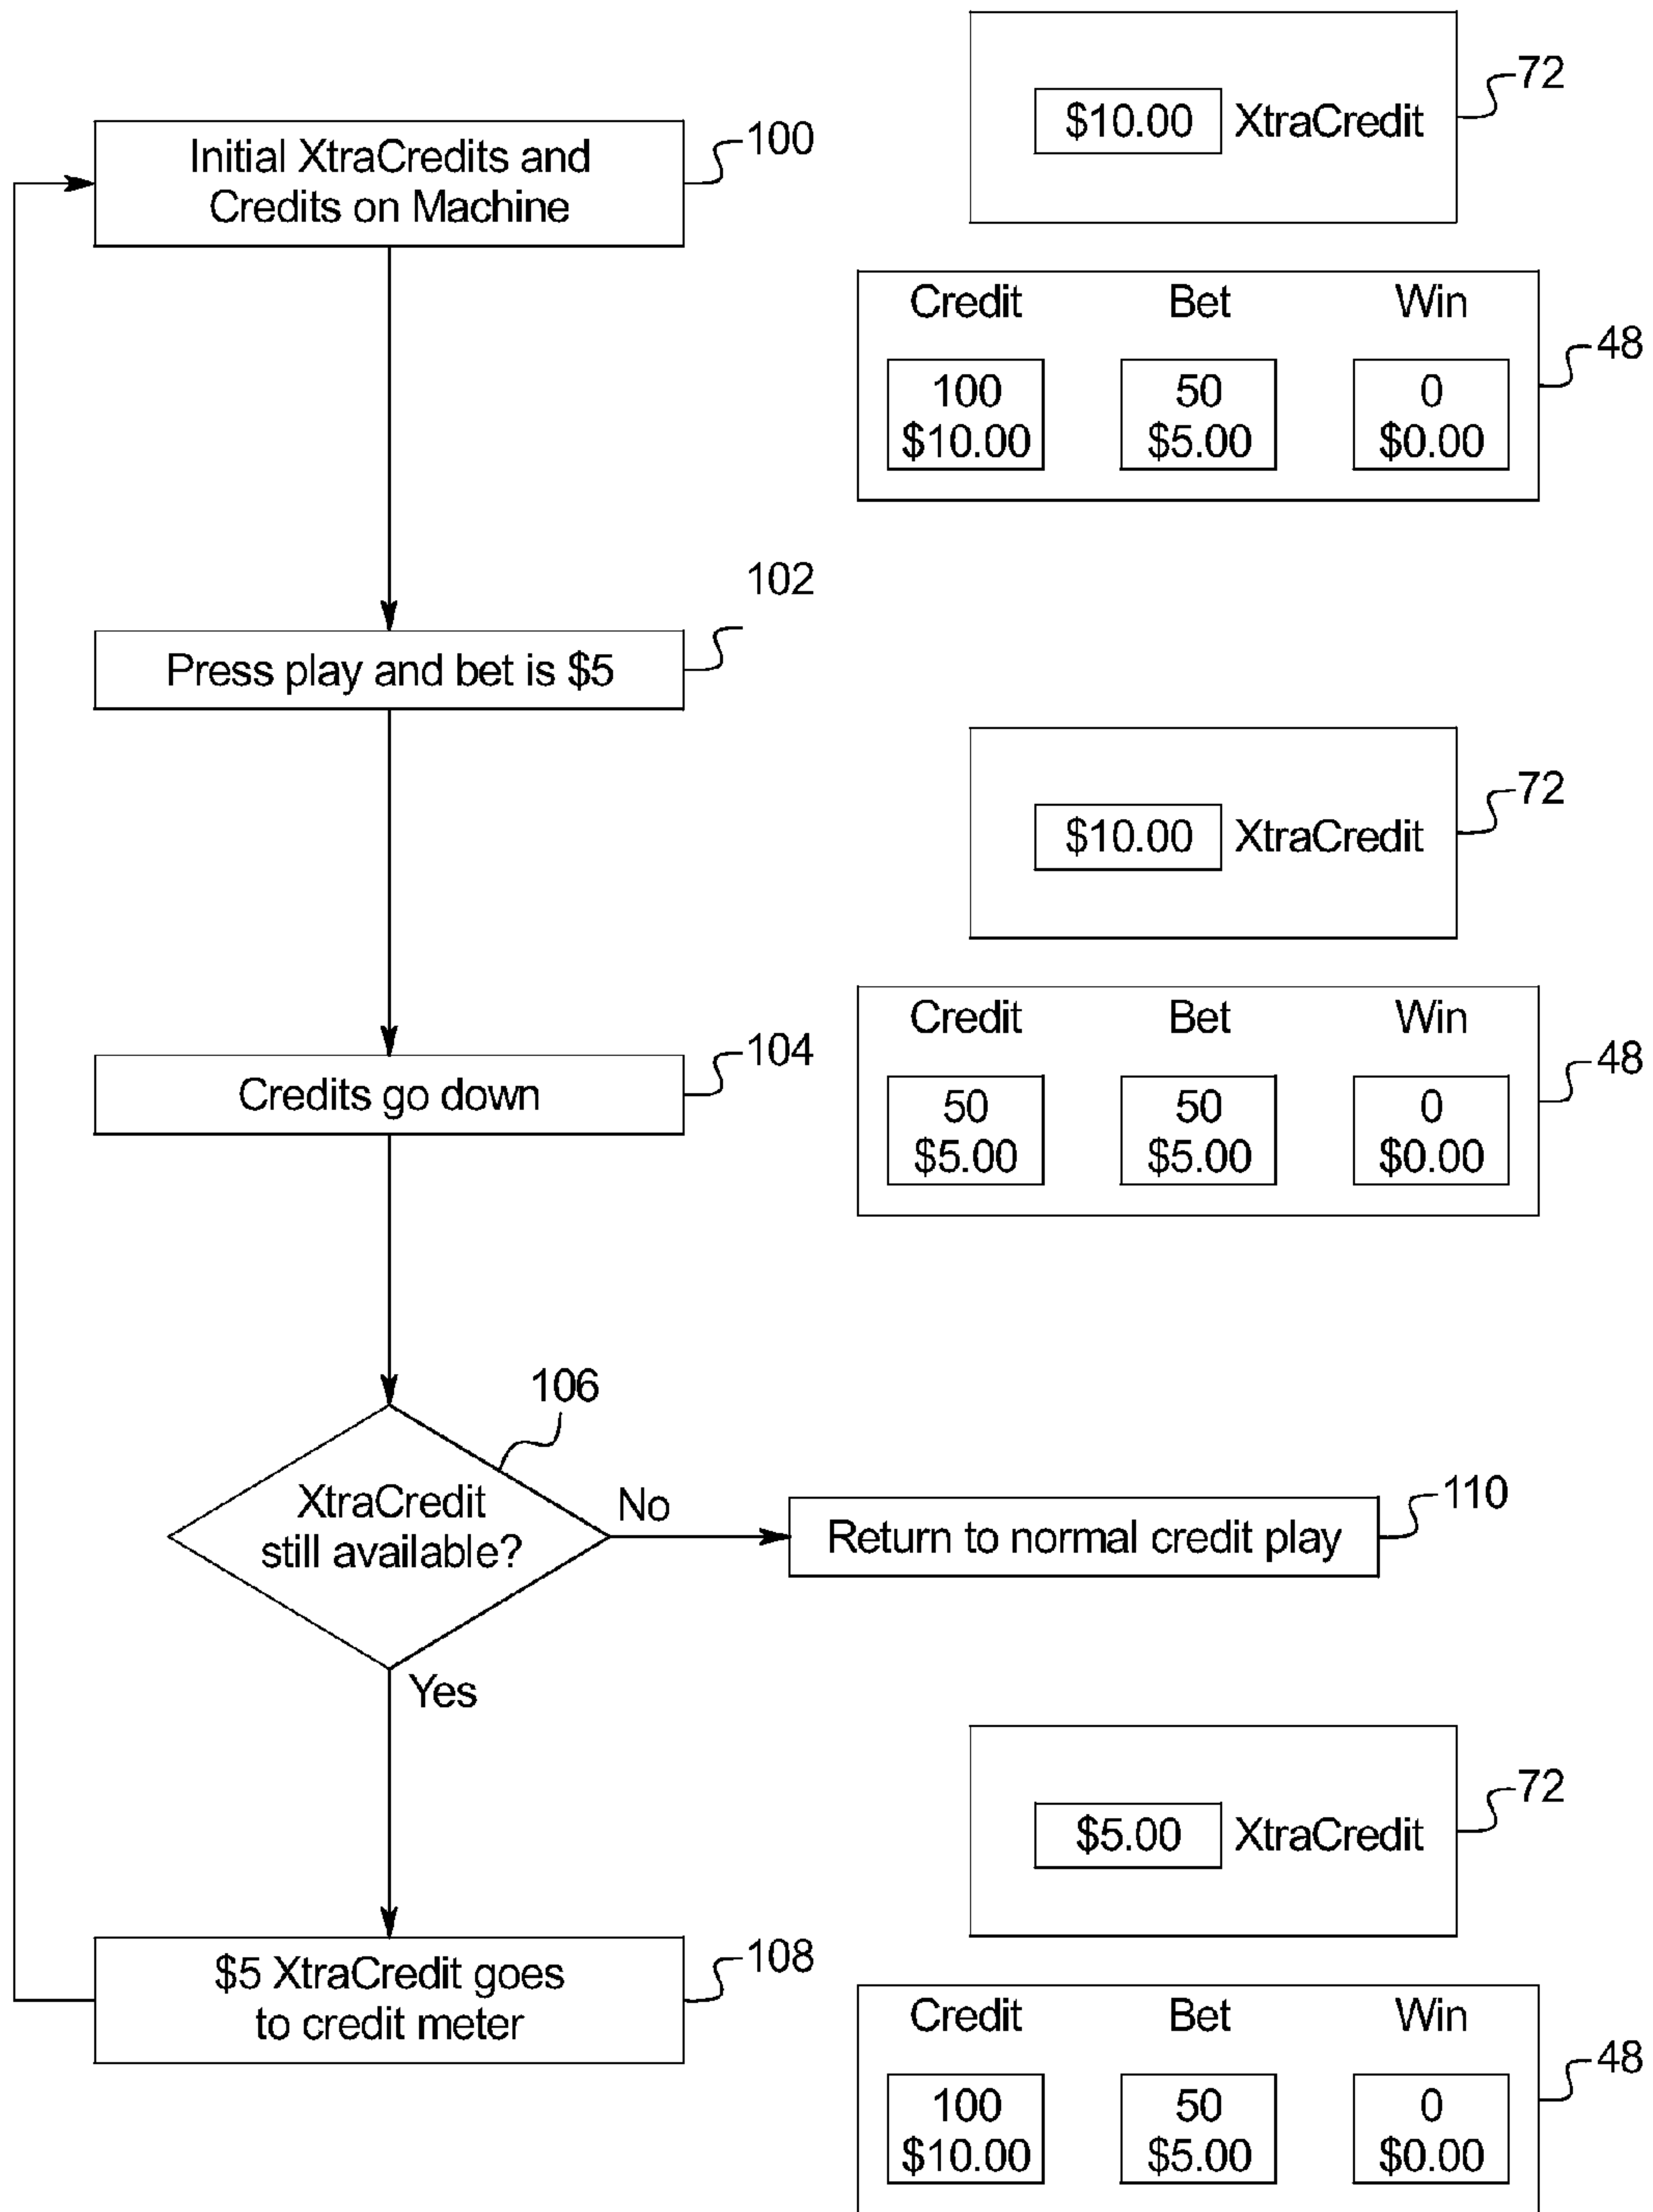 $10.00 XtraCredit
72
Initial XtraCredits and
Credits on Machine
100
Credit Bet Win
48
100 50 0
$10.00 $5.00 $0.00
102
Press play and bet is $5
$10.00 XtraCredit
72
Credit Bet Win
104
Credits go down
48
50 50 0
$5.00 $5.00 $0.00
106
XtraCredit
still available?
No
110
Return to normal credit play
Yes
$5.00 XtraCredit
72
$5 XtraCredit goes
to credit meter
108
Credit Bet Win
48
100 50 0
$10.00 $5.00 $0.00